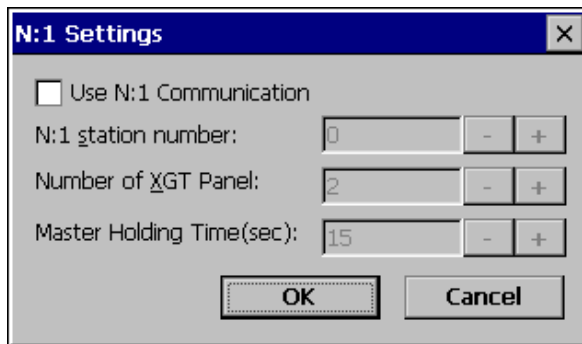 N:1 Settings
Use N:1 Communication
N:1 station number: 0 - +
Number of XGT Panel: 2 - +
Master Holding Time(sec): 15 - +
OK Cancel